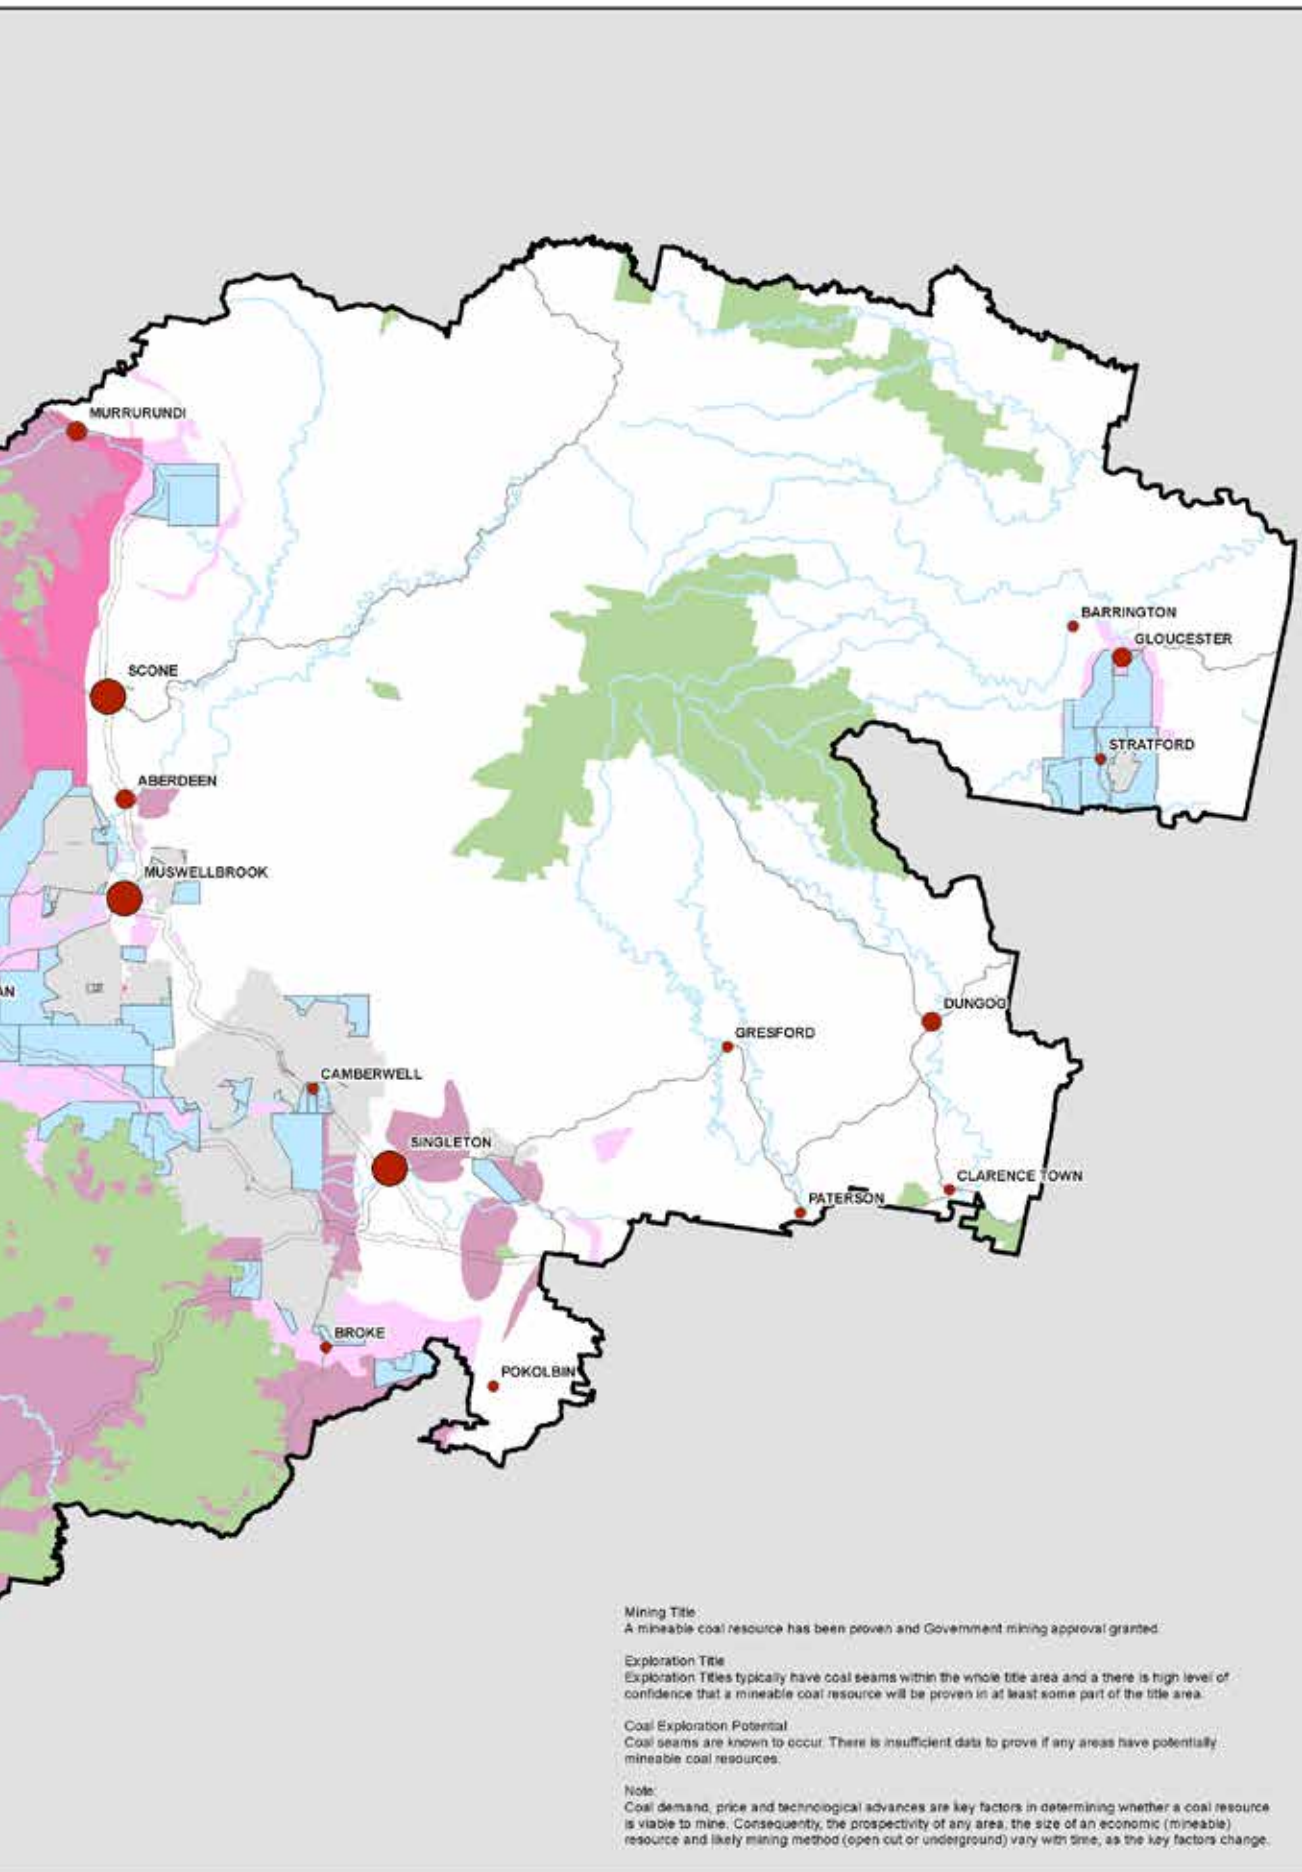 MURRURUNDI
BARRINGTON
GLOUCESTER
SCONE
STRATFORD
ABERDEEN
MUSWELLBROOK
AN
DUNGOG
GRESFORD
CAMBERWELL
SINGLETON
CLARENCE TOWN
PATERSON
BROKE
POKOLBIN
Mining Title
A mineable coal resource has been proven and Government mining approval granted.
Exploration Title
Exploration Titles typically have coal seams within the whole title area and a there is high level of
confidence that a mineable coal resource will be proven in at least some part of the title area.
Coal Exploration Potential
Coal seams are known to occur. There is insufficient data to prove if any areas have potentially
mineable coal resources.
Note:
Coal demand, price and technological advances are key factors in determining whether a coal resource
is viable to mine. Consequently, the prospectivity of any area, the size of an economic (mineable)
resource and likely mining method (open cut or underground) vary with time, as the key factors change.